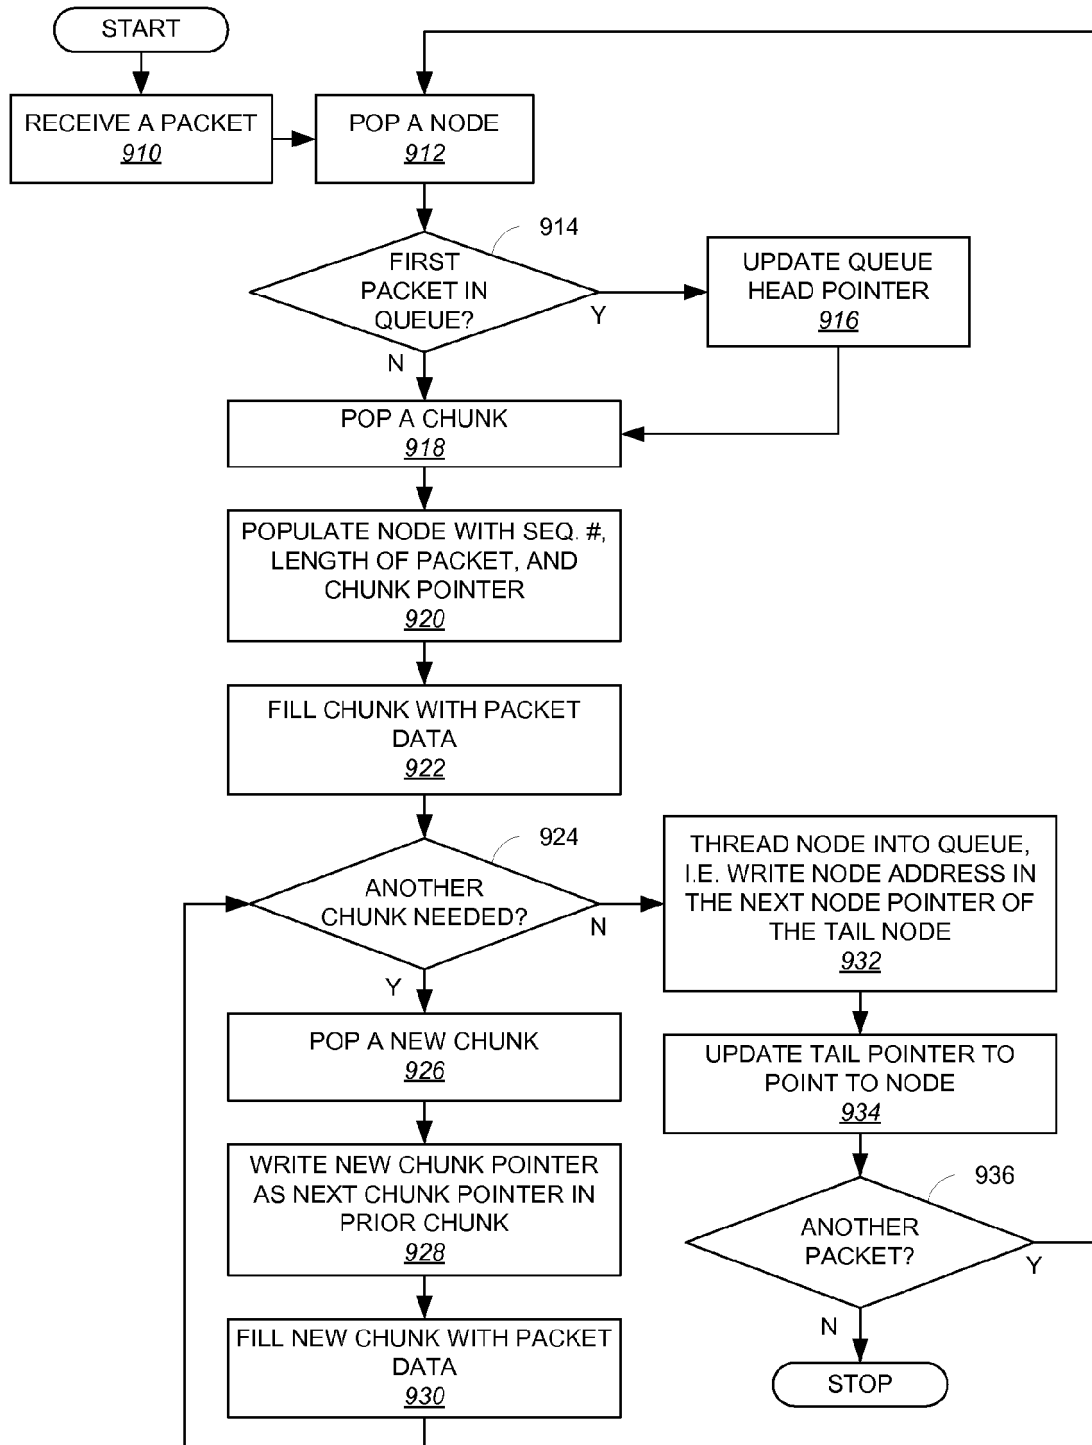 START
RECEIVE A PACKET
910
POP A NODE
912
914
FIRST
PACKET IN
QUEUE?
Y
N
UPDATE QUEUE
HEAD POINTER
916
POP A CHUNK
918
POPULATE NODE WITH SEQ. #,
LENGTH OF PACKET, AND
CHUNK POINTER
920
FILL CHUNK WITH PACKET
DATA
922
924
ANOTHER
CHUNK NEEDED?
N
Y
POP A NEW CHUNK
926
WRITE NEW CHUNK POINTER
AS NEXT CHUNK POINTER IN
PRIOR CHUNK
928
FILL NEW CHUNK WITH PACKET
DATA
930
THREAD NODE INTO QUEUE,
I.E. WRITE NODE ADDRESS IN
THE NEXT NODE POINTER OF
THE TAIL NODE
932
UPDATE TAIL POINTER TO
POINT TO NODE
934
936
ANOTHER
PACKET?
Y
N
STOP